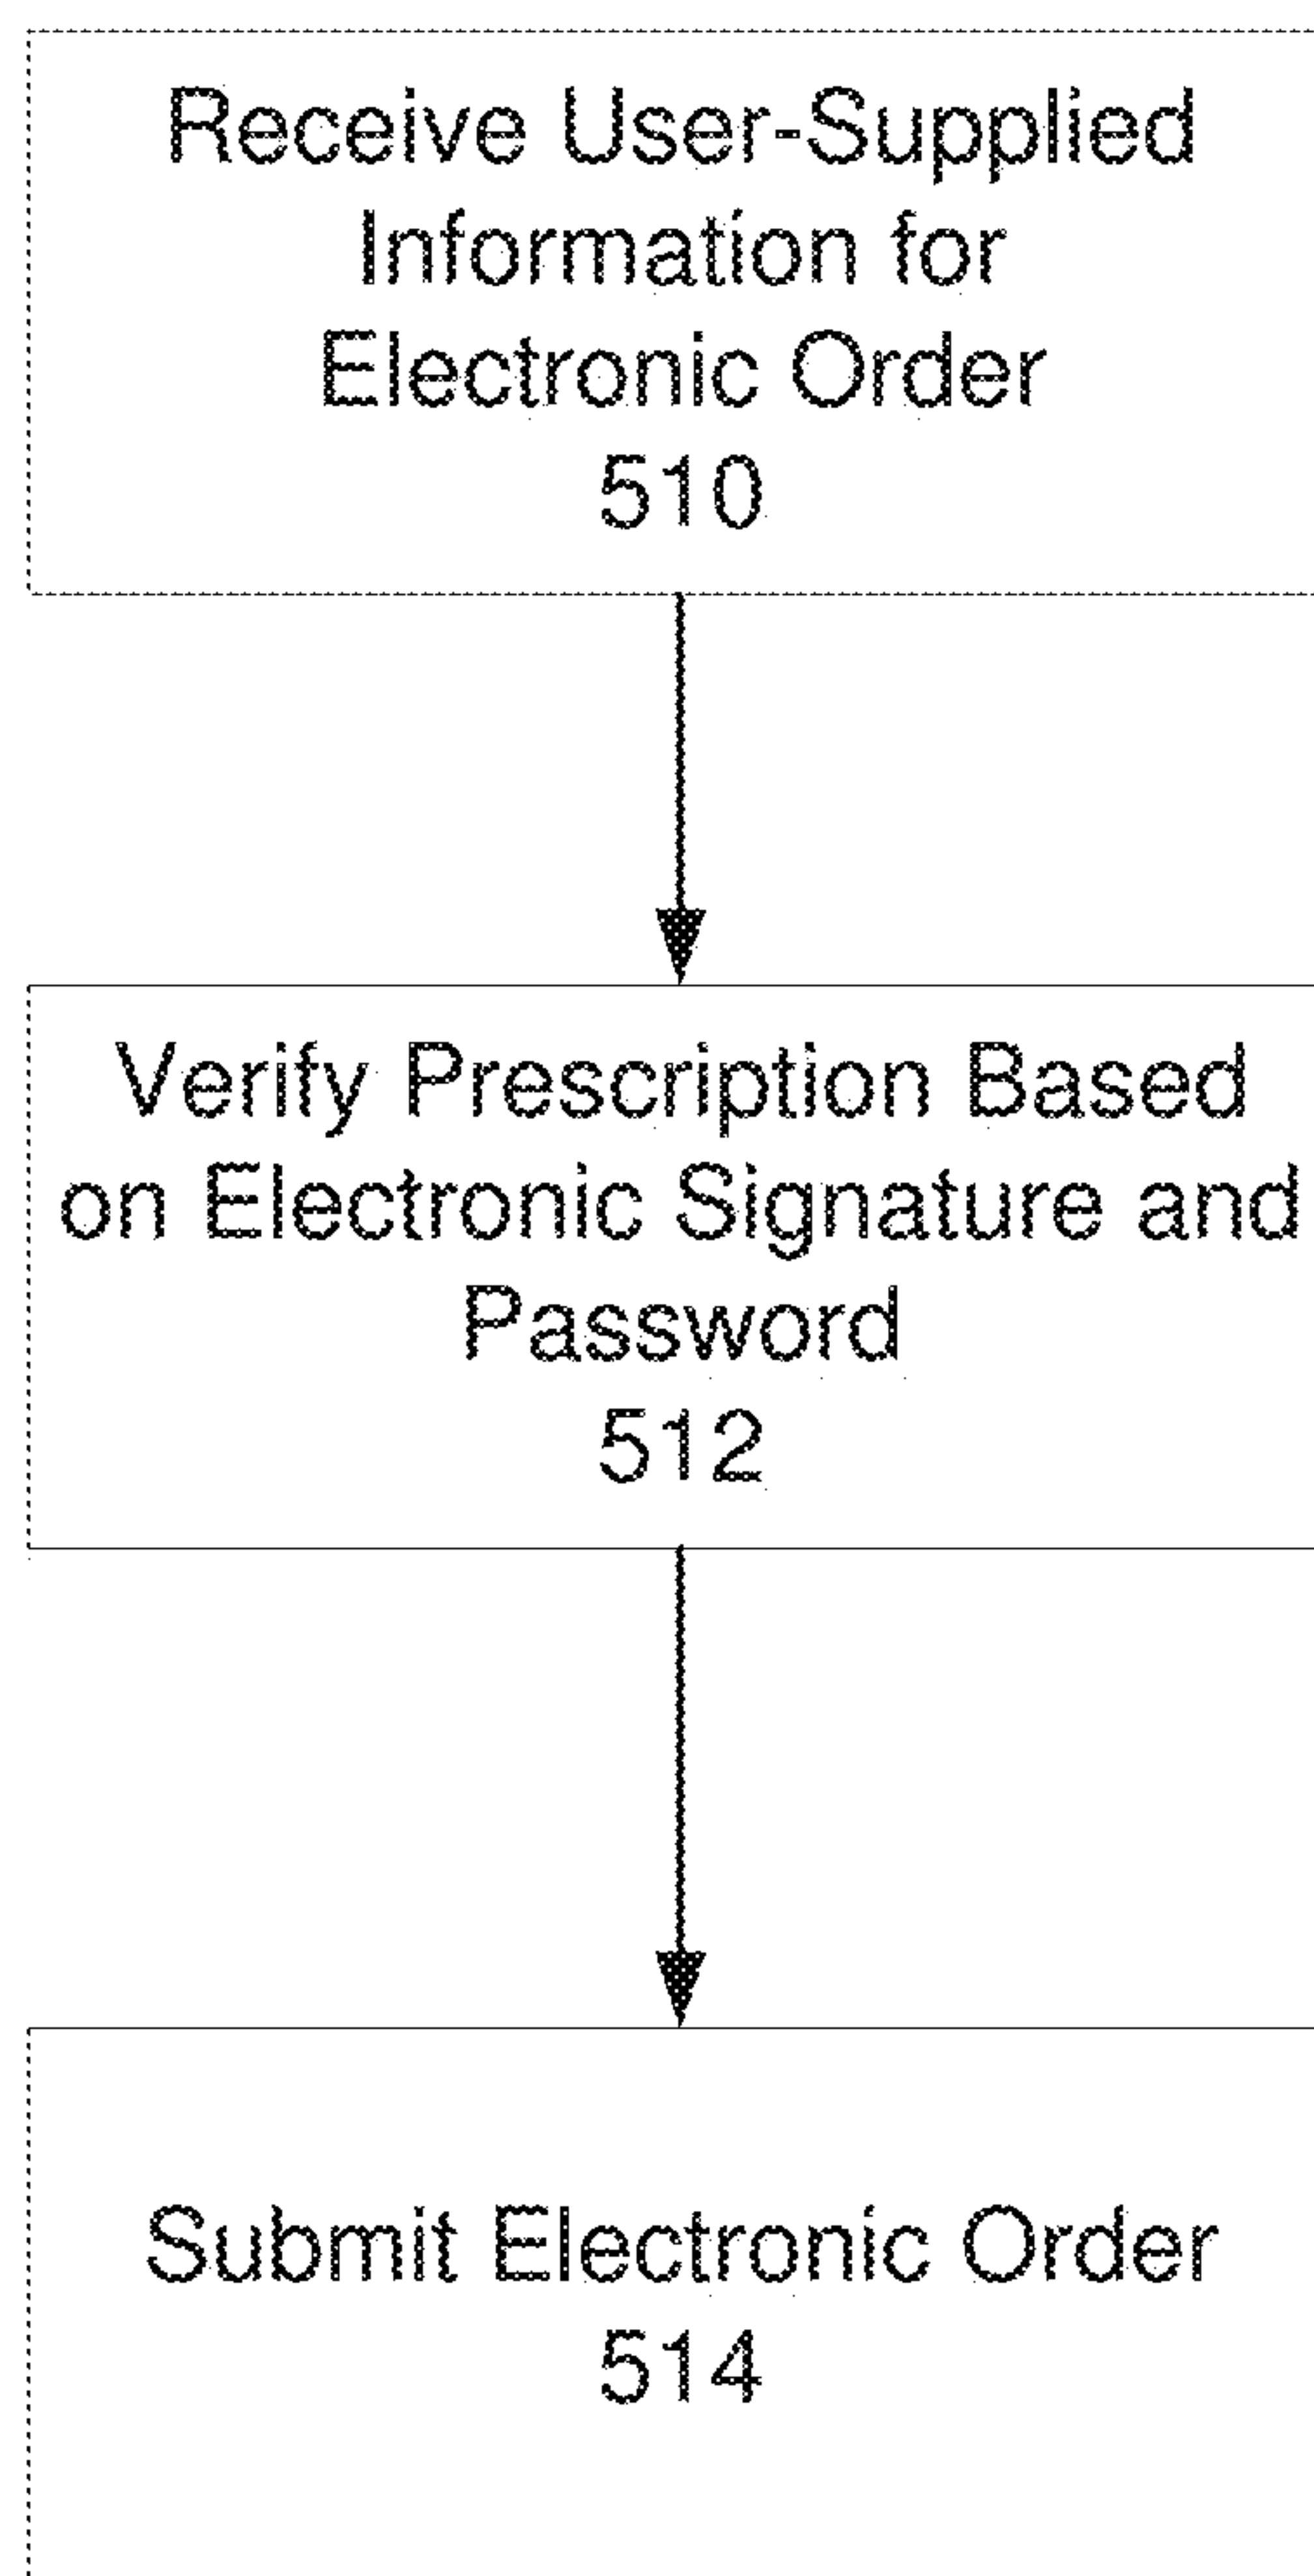 Receive User-Supplied
Information for
Electronic Order
510
Verify Prescription Based
on Electronic Signature and
Password
512
Submit Electronic Order
514